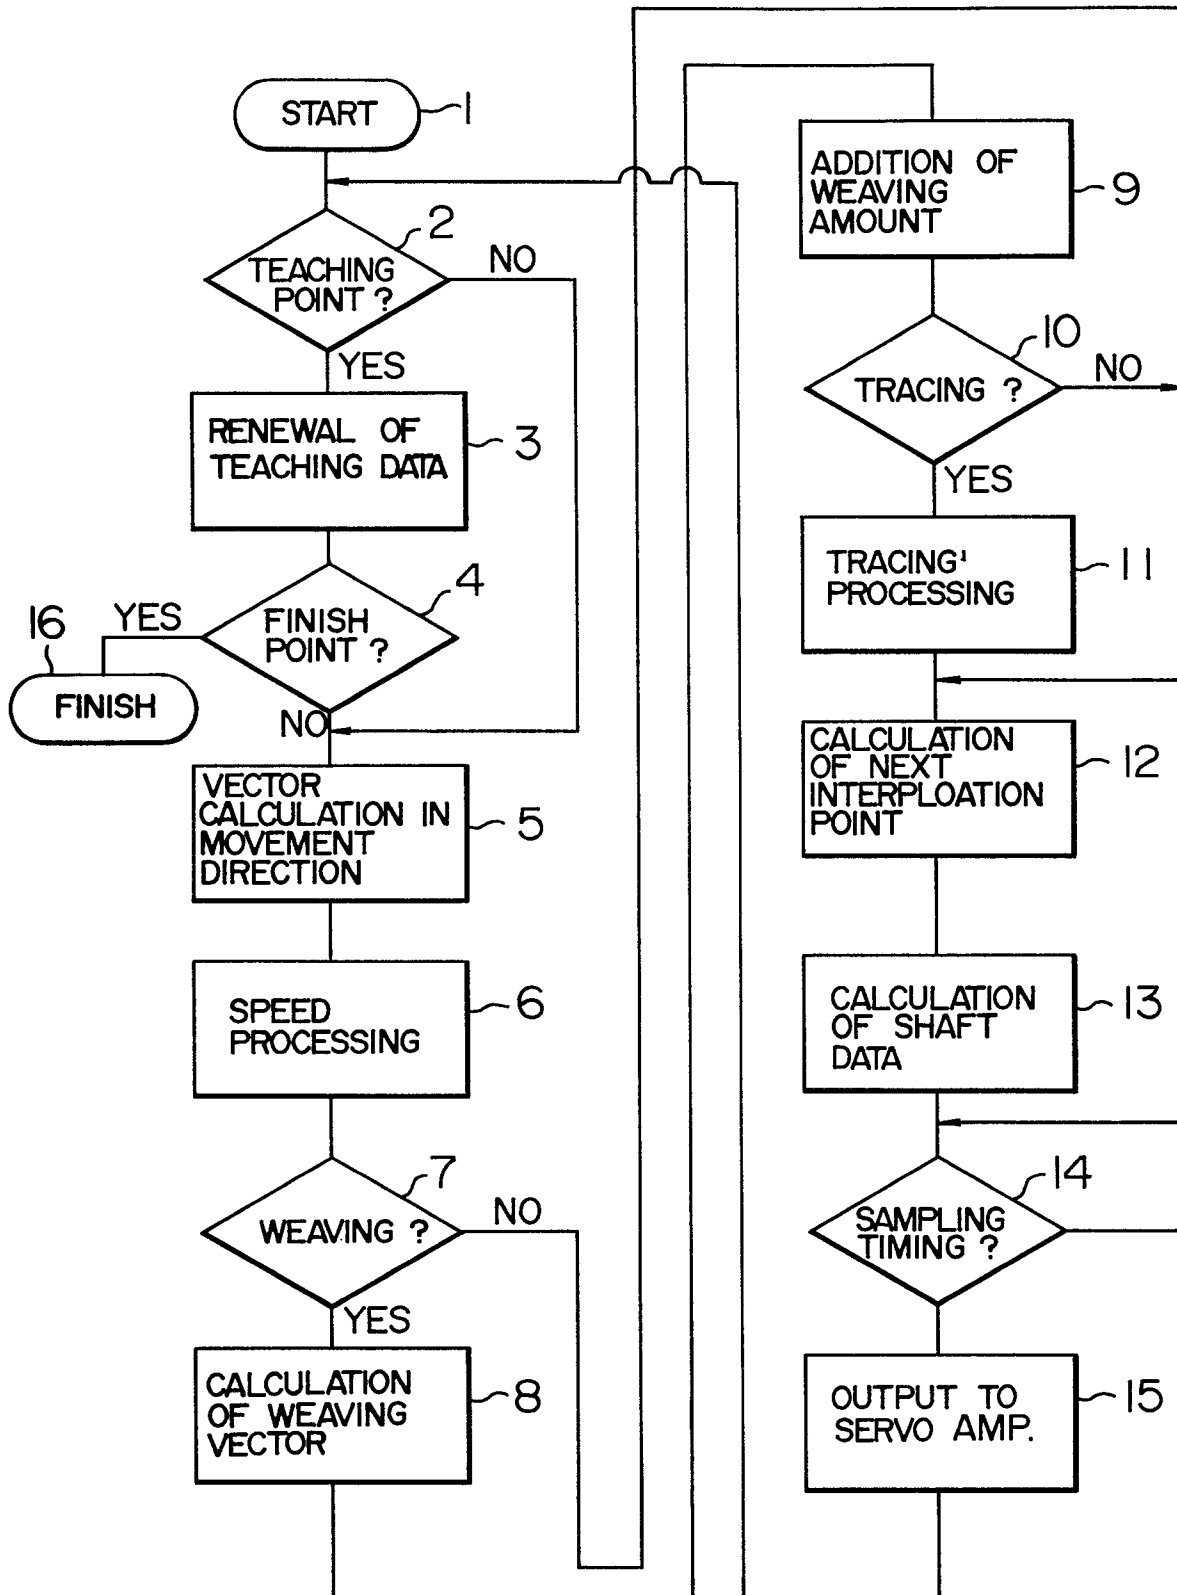 START
1
2
TEACHING
POINT ?
NO
YES
RENEWAL OF
TEACHING DATA
3
4
FINISH
POINT ?
YES
16
FINISH
NO
VECTOR
CALCULATION IN
MOVEMENT
DIRECTION
5
SPEED
PROCESSING
6
7
WEAVING ?
NO
YES
CALCULATION
OF WEAVING
VECTOR
8
ADDITION OF
WEAVING
AMOUNT
9
10
TRACING ?
NO
YES
TRACING
PROCESSING
11
CALCULATION
OF NEXT
INTERPLOATION
POINT
12
CALCULATION
OF SHAFT
DATA
13
14
SAMPLING
TIMING ?
OUTPUT TO
SERVO AMP.
15